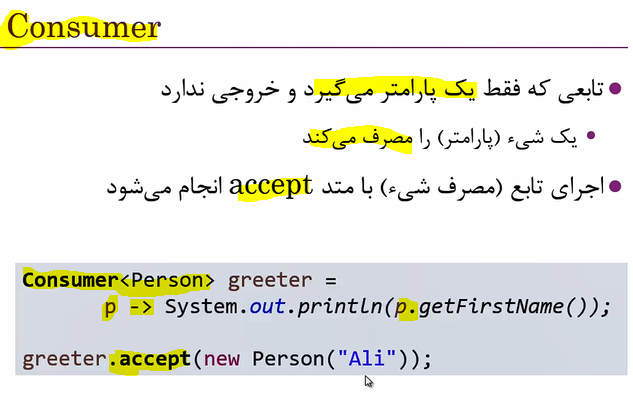 Consumer
تابعی که فقط یک پارامتر می‌گیرد و خروجی ندارد
یک شیء (پارامتر) را مصرف می‌کند
اجرای تابع (مصرف شیء) با متد accept انجام می‌شود
Consumer<Person> greeter =
p -> System.out.println(p.getFirstName());
greeter.accept(new Person("Ali"));